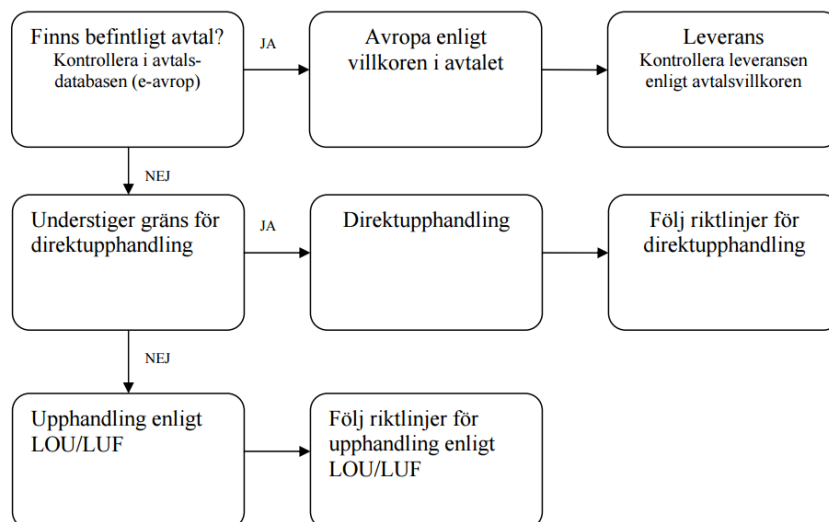 Finns befintligt avtal?
Kontrollera i avtals-
databasen (e-avrop)
JA
Avropa enligt
villkoren i avtalet
Leverans
Kontrollera leveransen
enligt avtalsvillkoren
NEJ
Understiger gräns för
direktupphandling
JA
Direktupphandling
Följ riktlinjer för
direktupphandling
NEJ
Upphandling enligt
LOU/LUF
Följ riktlinjer för
upphandling enligt
LOU/LUF